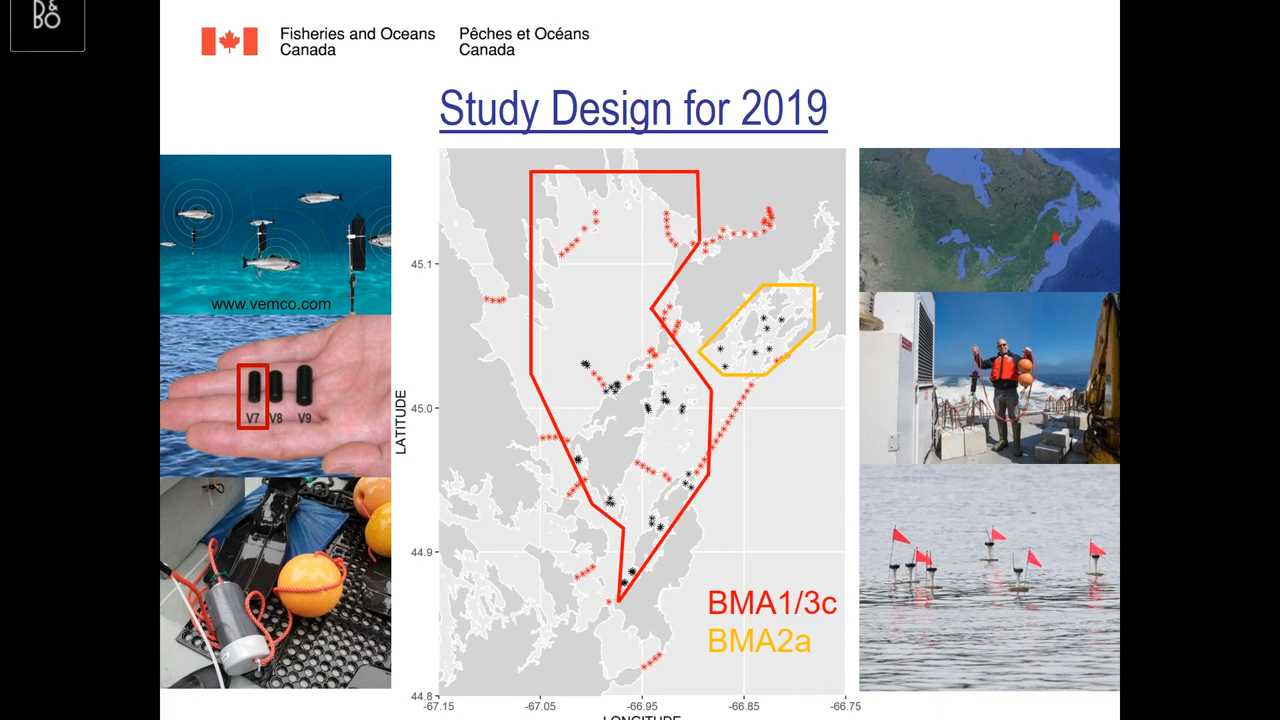 B&O
Fisheries and Oceans
Canada
Pêches et Océans
Canada
Study Design for 2019
www.vemco.com
V7 V8 V9
LATITUDE
45.1
45.0
44.9
44.8
-67.15 -67.05 -66.95 -66.85 -66.75
LONGITUDE
BMA1/3c
BMA2a